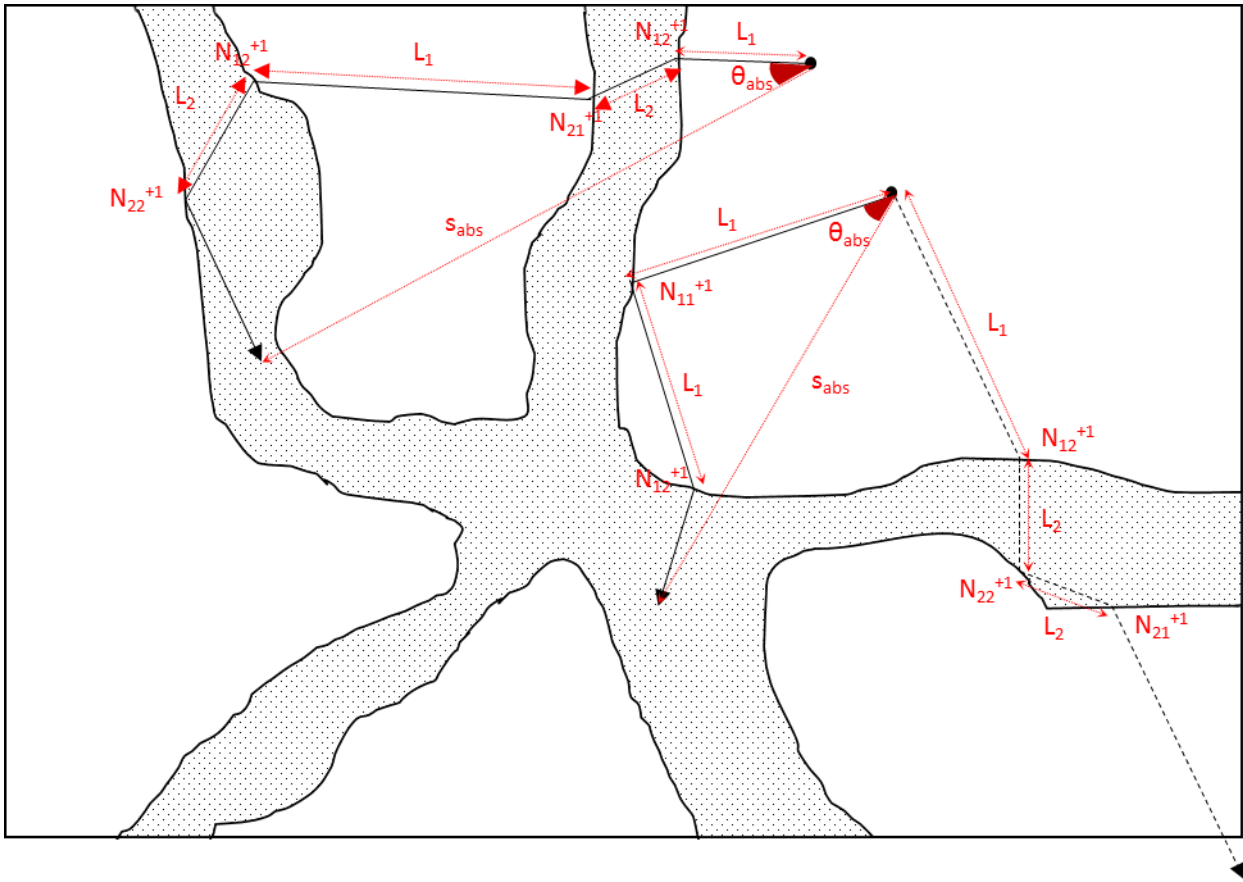 N₁₂⁺¹
L₁
N₁₂⁺¹
L₁
θabs
L₂
L₂
N₂₁⁺¹
N₂₂⁺¹
sabs
L₁
θabs
N₁₁⁺¹
L₁
L₁
sabs
N₁₂⁺¹
N₁₂⁺¹
L₂
N₂₂⁺¹
L₂
N₂₁⁺¹